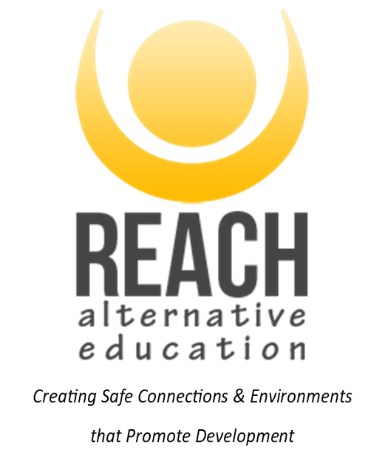 REACH
alternative
education
Creating Safe Connections & Environments
that Promote Development